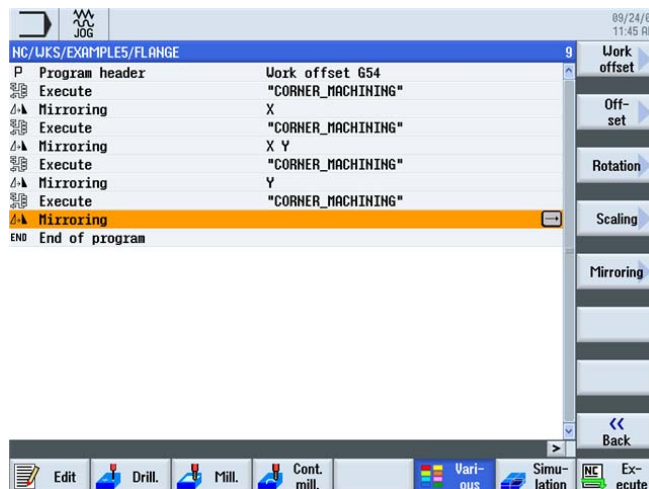 09/24/0
JOG
11:45 A
NC/WKS/EXAMPLE5/FLANGE 9
P Program header Work offset G54
Execute "CORNER_MACHINING"
Mirroring X
Execute "CORNER_MACHINING"
Mirroring X Y
Execute "CORNER_MACHINING"
Mirroring Y
Execute "CORNER_MACHINING"
Mirroring
END End of program
Work
offset
Off-
set
Rotation
Scaling
Mirroring
<<
Back
>
Edit
Drill.
Mill.
Cont.
mill.
Vari-
ous
Simu-
lation
NC Ex-
ecute